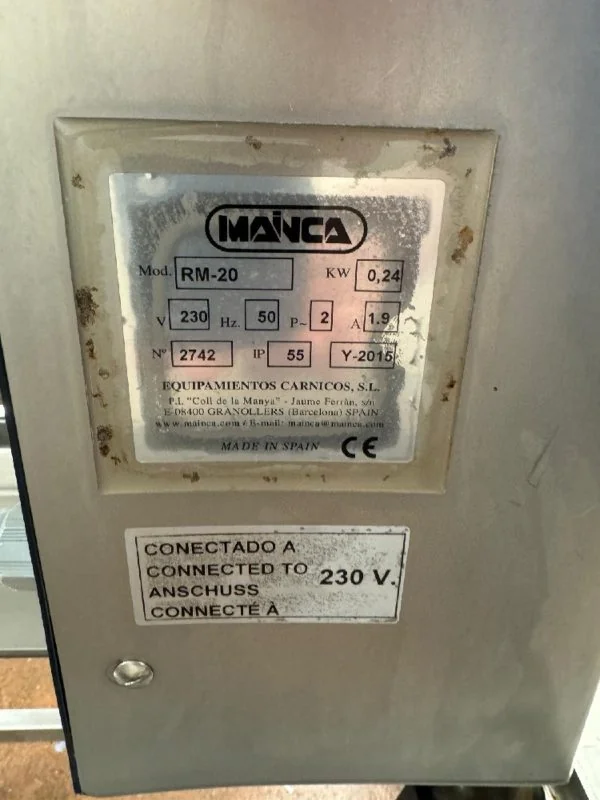 MAINCA
Mod. RM-20 KW 0,24
V 230 Hz. 50 P~ 2 A 1.9
Nº 2742 IP 55 Y-2015
EQUIPAMIENTOS CARNICOS, S.L.
P.I. "Coll de la Manya" - Jaume Ferràn, s/n
E-08400 GRANOLLERS (Barcelona) SPAIN
www.mainca.com / E-mail: mainca@mainca.com
MADE IN SPAIN CE
CONECTADO A
CONNECTED TO 230 V.
ANSCHUSS
CONNECTÉ À